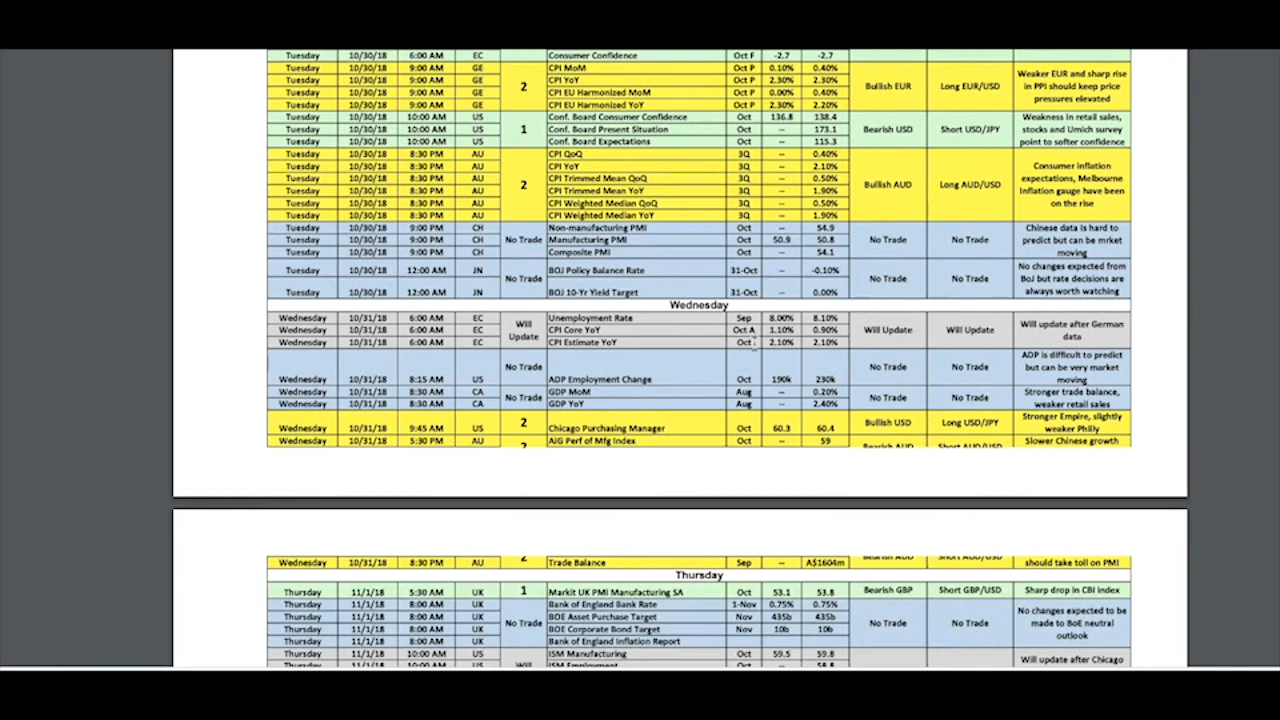 Tuesday 10/30/18 6:00 AM EC Consumer Confidence Oct F -2.7 -2.7
Tuesday 10/30/18 9:00 AM GE CPI MoM Oct P 0.10% 0.40%
Tuesday 10/30/18 9:00 AM GE CPI YoY Oct P 2.30% 2.30%
Tuesday 10/30/18 9:00 AM GE CPI EU Harmonized MoM Oct P 0.00% 0.40%
Tuesday 10/30/18 9:00 AM GE CPI EU Harmonized YoY Oct P 2.30% 2.20%
2
Bullish EUR
Long EUR/USD
Weaker EUR and sharp rise
in PPI should keep price
pressures elevated
Tuesday 10/30/18 10:00 AM US Conf. Board Consumer Confidence Oct 136.8 138.4
Tuesday 10/30/18 10:00 AM US Conf. Board Present Situation Oct -- 173.1
Tuesday 10/30/18 10:00 AM US Conf. Board Expectations Oct -- 115.3
1
Bearish USD
Short USD/JPY
Weakness in retail sales,
stocks and Umich survey
point to softer confidence
Tuesday 10/30/18 8:30 PM AU CPI QoQ 3Q -- 0.40%
Tuesday 10/30/18 8:30 PM AU CPI YoY 3Q -- 2.10%
Tuesday 10/30/18 8:30 PM AU CPI Trimmed Mean QoQ 3Q -- 0.50%
Tuesday 10/30/18 8:30 PM AU CPI Trimmed Mean YoY 3Q -- 1.90%
Tuesday 10/30/18 8:30 PM AU CPI Weighted Median QoQ 3Q -- 0.50%
Tuesday 10/30/18 8:30 PM AU CPI Weighted Median YoY 3Q -- 1.90%
2
Bullish AUD
Long AUD/USD
Consumer inflation
expectations, Melbourne
Inflation gauge have been
on the rise
Tuesday 10/30/18 9:00 PM CH Non-manufacturing PMI Oct -- 54.9
Tuesday 10/30/18 9:00 PM CH Manufacturing PMI Oct 50.9 50.8
Tuesday 10/30/18 9:00 PM CH Composite PMI Oct -- 54.1
No Trade
No Trade
No Trade
Chinese data is hard to
predict but can be mrket
moving
Tuesday 10/30/18 12:00 AM JN BOJ Policy Balance Rate 31-Oct -- -0.10%
Tuesday 10/30/18 12:00 AM JN BOJ 10-Yr Yield Target 31-Oct -- 0.00%
No Trade
No Trade
No Trade
No changes expected from
BoJ but rate decisions are
always worth watching
Wednesday
Wednesday 10/31/18 6:00 AM EC Unemployment Rate Sep 8.00% 8.10%
Wednesday 10/31/18 6:00 AM EC CPI Core YoY Oct A 1.10% 0.90%
Wednesday 10/31/18 6:00 AM EC CPI Estimate YoY Oct 2.10% 2.10%
Will
Update
Will Update
Will Update
Will update after German
data
Wednesday 10/31/18 8:15 AM US No Trade ADP Employment Change Oct 190k 230k No Trade No Trade
ADP is difficult to predict
but can be very market
moving
Wednesday 10/31/18 8:30 AM CA GDP MoM Aug -- 0.20%
Wednesday 10/31/18 8:30 AM CA GDP YoY Aug -- 2.40%
No Trade
No Trade
No Trade
Stronger trade balance,
weaker retail sales
Wednesday 10/31/18 9:45 AM US 2 Chicago Purchasing Manager Oct 60.3 60.4 Bullish USD Long USD/JPY
Stronger Empire, slightly
weaker Philly
Wednesday 10/31/18 5:30 PM AU 2 AiG Perf of Mfg Index Oct -- 59 Bearish AUD Short AUD/USD Slower Chinese growth
Wednesday 10/31/18 8:30 PM AU 2 Trade Balance Sep -- A$1604m Bearish AUD Short AUD/USD should take toll on PMI
Thursday
Thursday 11/1/18 5:30 AM UK 1 Markit UK PMI Manufacturing SA Oct 53.1 53.8 Bearish GBP Short GBP/USD Sharp drop in CBI Index
Thursday 11/1/18 8:00 AM UK Bank of England Bank Rate 1-Nov 0.75% 0.75%
Thursday 11/1/18 8:00 AM UK BOE Asset Purchase Target Nov 435b 435b
Thursday 11/1/18 8:00 AM UK BOE Corporate Bond Target Nov 10b 10b
Thursday 11/1/18 8:00 AM UK Bank of England Inflation Report
No Trade
No Trade
No Trade
No changes expected to be
made to BoE neutral
outlook
Thursday 11/1/18 10:00 AM US ISM Manufacturing Oct 59.5 59.8
Thursday 11/1/18 10:00 AM US ISM Employment Oct -- 58.8
Will
Will update after Chicago